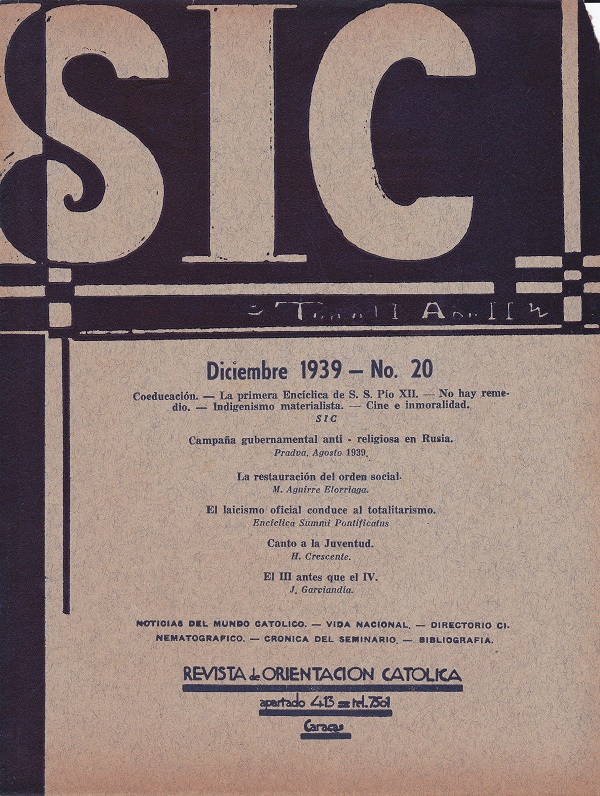 SIC
Diciembre 1939 — No. 20
Coeducación. — La primera Encíclica de S. S. Pío XII. — No hay reme-
dio. — Indigenismo materialista. — Cine e inmoralidad.
SIC
Campaña gubernamental anti - religiosa en Rusia.
Pradva, Agosto 1939.
La restauración del orden social.
M. Aguirre Elorriaga.
El laicismo oficial conduce al totalitarismo.
Encíclica Summi Pontificatus
Canto a la Juventud.
H. Crescente.
El III antes que el IV.
J. Garciandía.
NOTICIAS DEL MUNDO CATOLICO. — VIDA NACIONAL. — DIRECTORIO CI-
NEMATOGRAFICO. — CRONICA DEL SEMINARIO. — BIBLIOGRAFIA.
REVISTA de ORIENTACION CATOLICA
apartado 413 = tel. 7501
Caracas